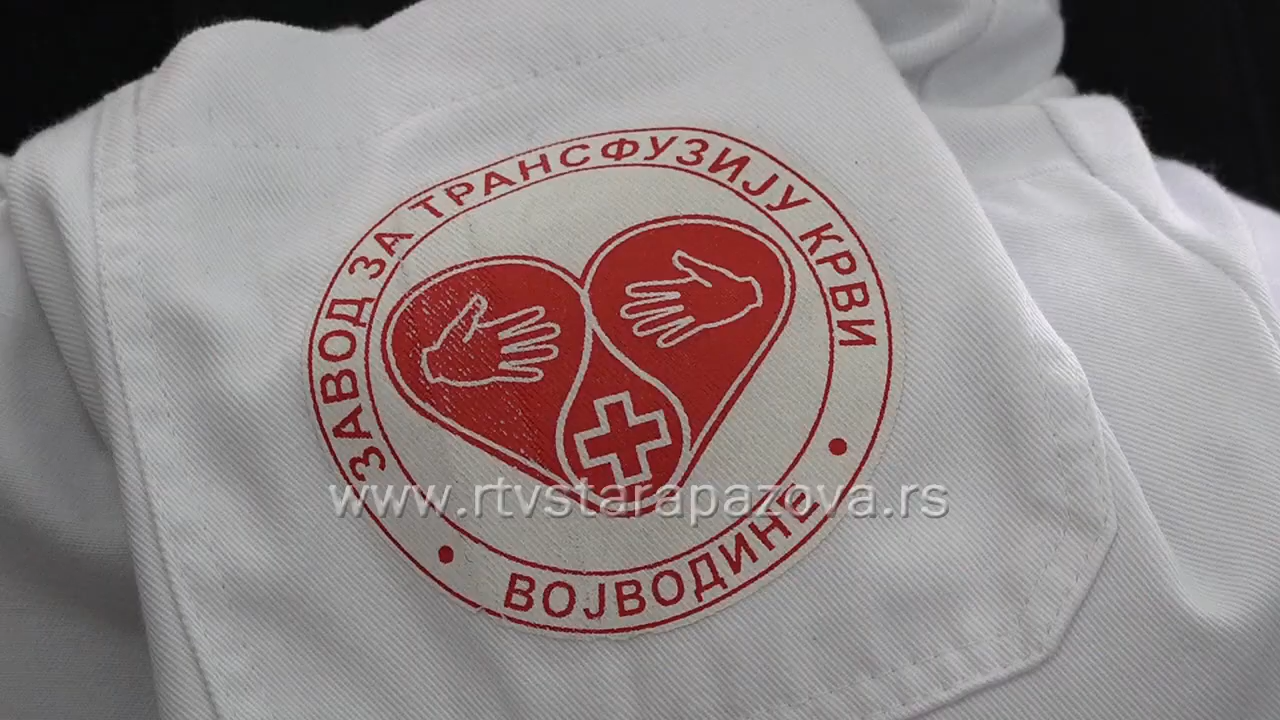 ЗАВОД ЗА ТРАНСФУЗИЈУ КРВИ
ВОЈВОДИНЕ
www.rtvstarapazova.rs